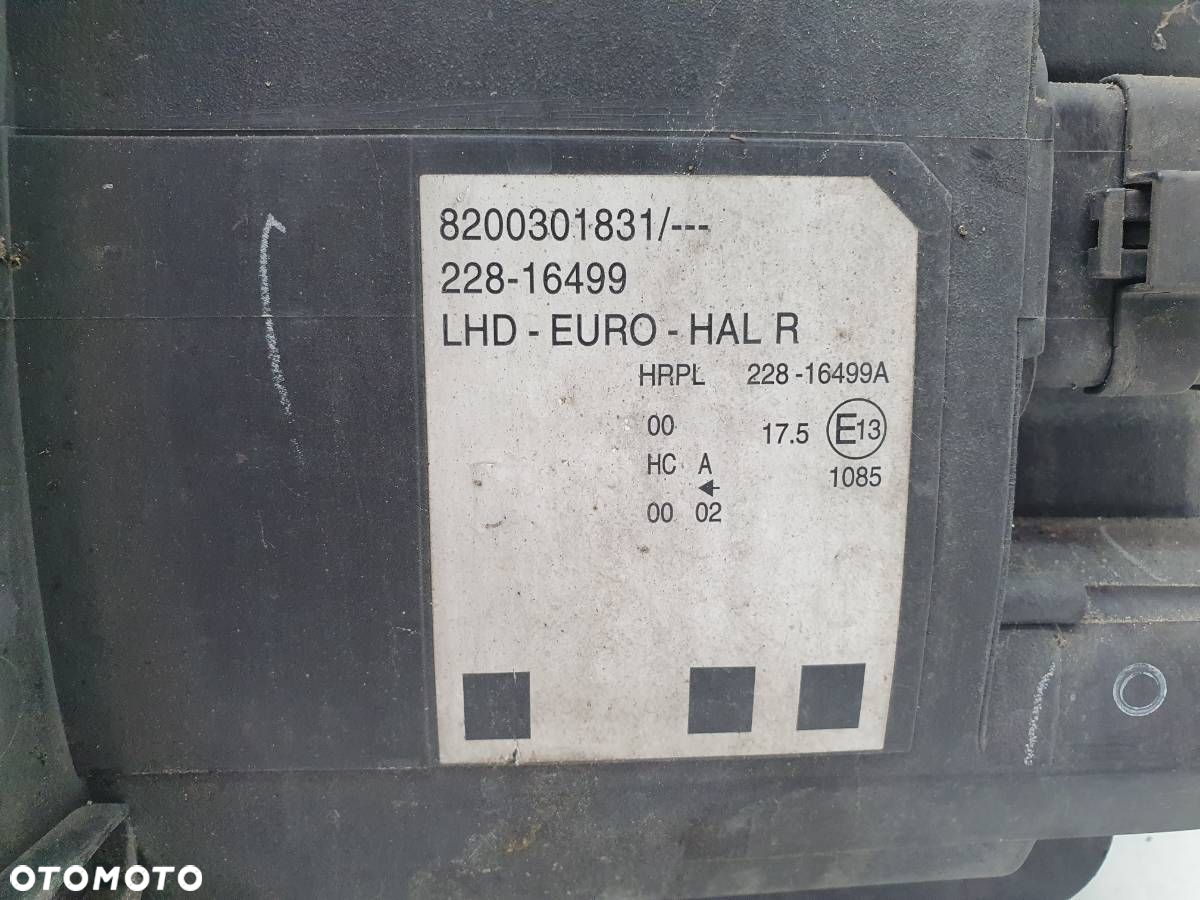 8200301831/---
228-16499
LHD - EURO - HAL R
HRPL 228 -16499A
00 17.5 E13
HC A 1085
00 02
OTOMOTO